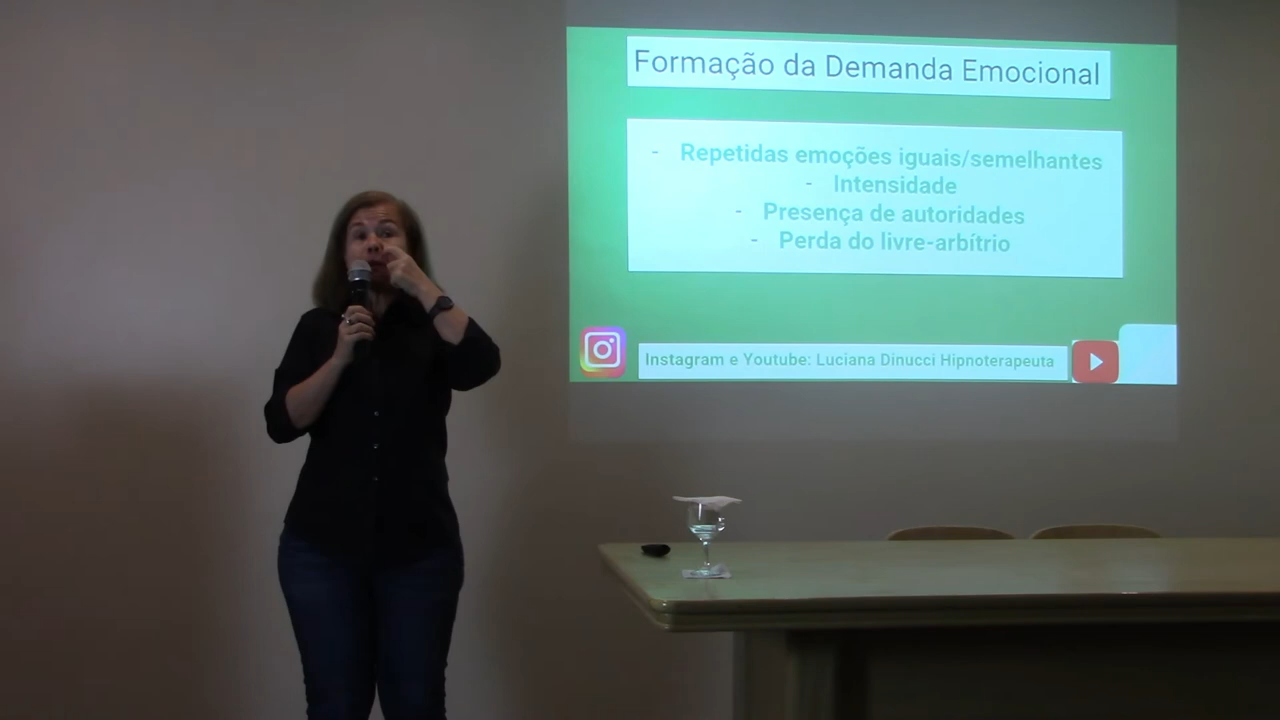 Formação da Demanda Emocional
- Repetidas emoções iguais/semelhantes
- Intensidade
- Presença de autoridades
- Perda do livre-arbítrio
Instagram e Youtube: Luciana Dinucci Hipnoterapeuta